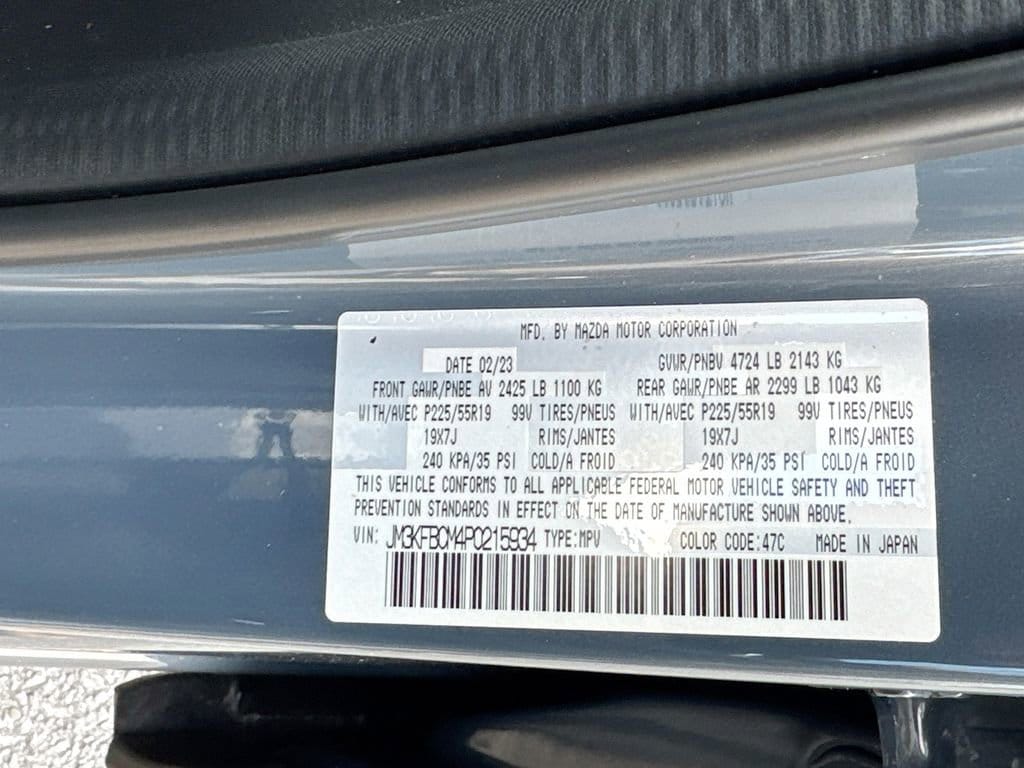 MFD. BY MAZDA MOTOR CORPORATION
DATE 02/23 GVWR/PNBV 4724 LB 2143 KG
FRONT GAWR/PNBE AV 2425 LB 1100 KG REAR GAWR/PNBE AR 2299 LB 1043 KG
WITH/AVEC P225/55R19 99V TIRES/PNEUS WITH/AVEC P225/55R19 99V TIRES/PNEUS
19X7J RIMS/JANTES 19X7J RIMS/JANTES
240 KPA/35 PSI COLD/A FROID 240 KPA/35 PSI COLD/A FROID
THIS VEHICLE CONFORMS TO ALL APPLICABLE FEDERAL MOTOR VEHICLE SAFETY AND THEFT
PREVENTION STANDARDS IN EFFECT ON THE DATE OF MANUFACTURE SHOWN ABOVE.
VIN: JM3KFBCM4P0215934 TYPE:MPV COLOR CODE:47C MADE IN JAPAN